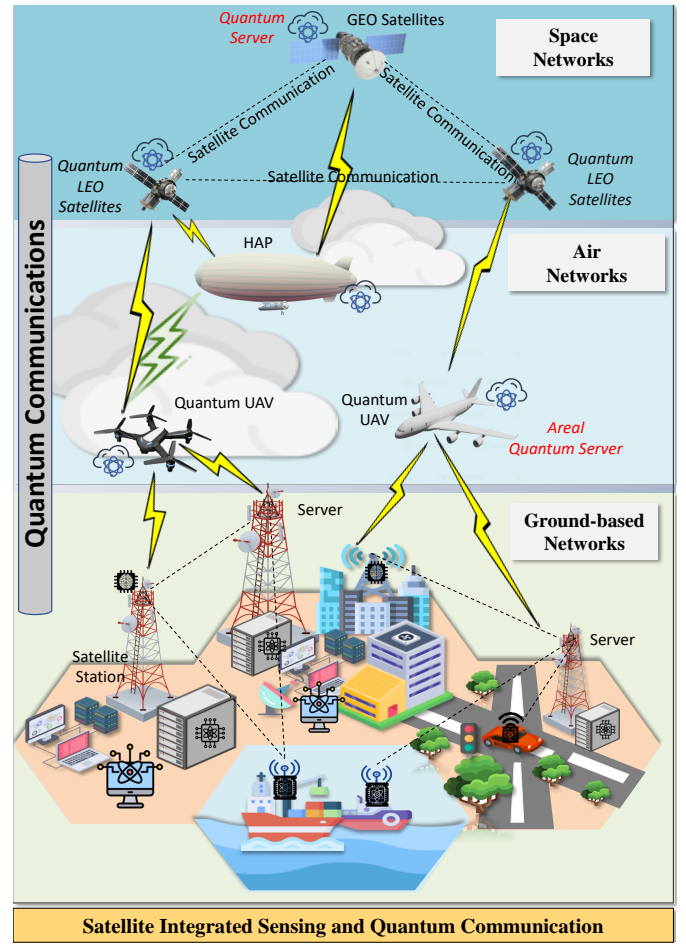 Quantum
Server
GEO Satellites
Space
Networks
Satellite Communication
Satellite Communication
Quantum
LEO
Satellites
Satellite Communication
Quantum
LEO
Satellites
Quantum Communications
HAP
Air
Networks
Quantum UAV
Quantum
UAV
Areal
Quantum Server
Server
Ground-based
Networks
Server
Satellite
Station
Satellite Integrated Sensing and Quantum Communication